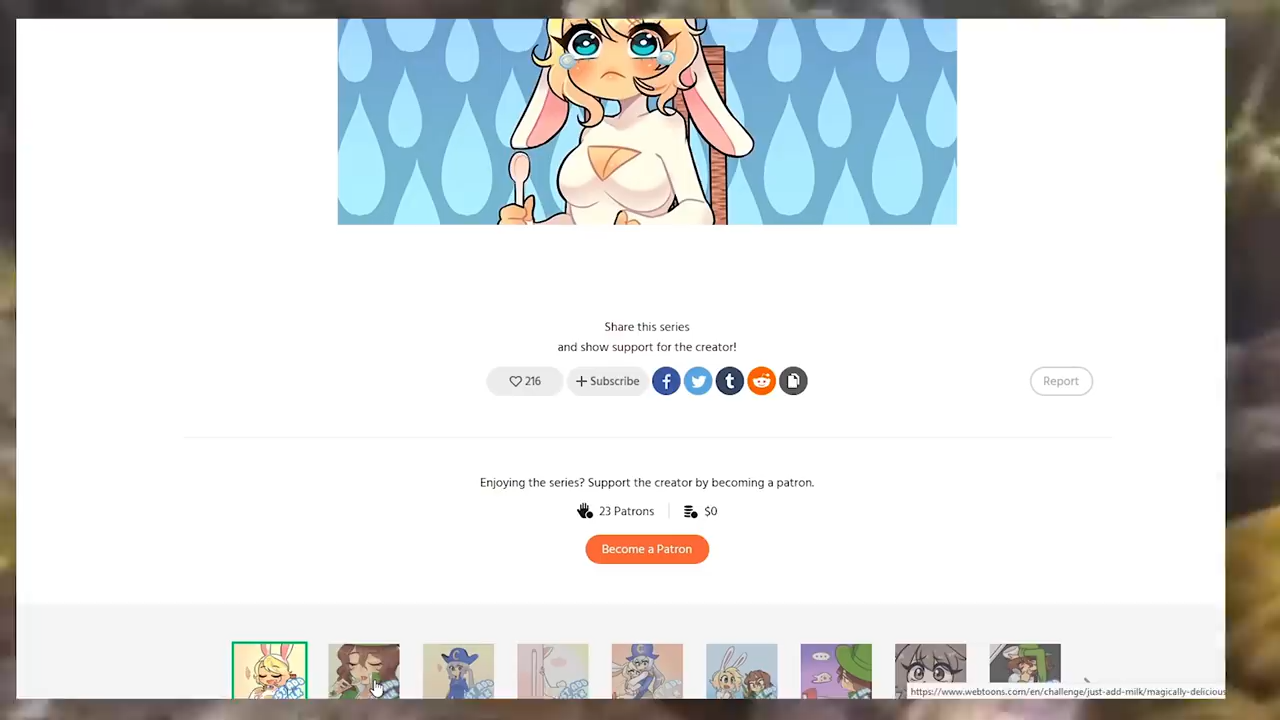 Share this series
and show support for the creator!
216
+ Subscribe
Report
Enjoying the series? Support the creator by becoming a patron.
23 Patrons
$0
Become a Patron
https://www.webtoons.com/en/challenge/just-add-milk/magically-delicious